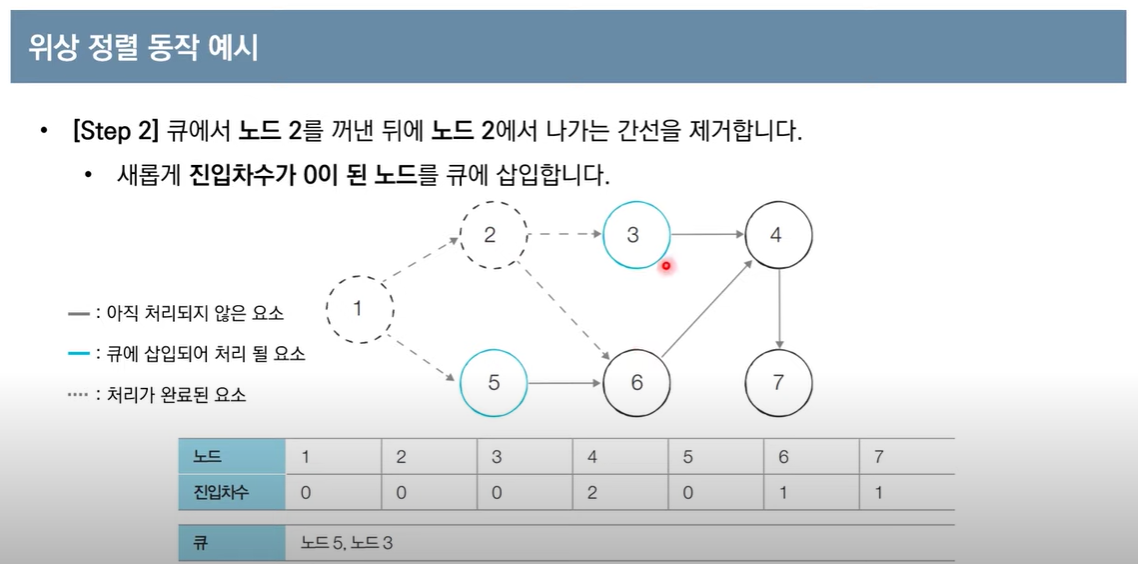 위상 정렬 동작 예시
• [Step 2] 큐에서 노드 2를 꺼낸 뒤에 노드 2에서 나가는 간선을 제거합니다.
• 새롭게 진입차수가 0이 된 노드를 큐에 삽입합니다.
2 3 4
1
5 6 7
: 아직 처리되지 않은 요소
: 큐에 삽입되어 처리 될 요소
: 처리가 완료된 요소
노드 1 2 3 4 5 6 7
진입차수 0 0 0 2 0 1 1
큐 노드 5, 노드 3